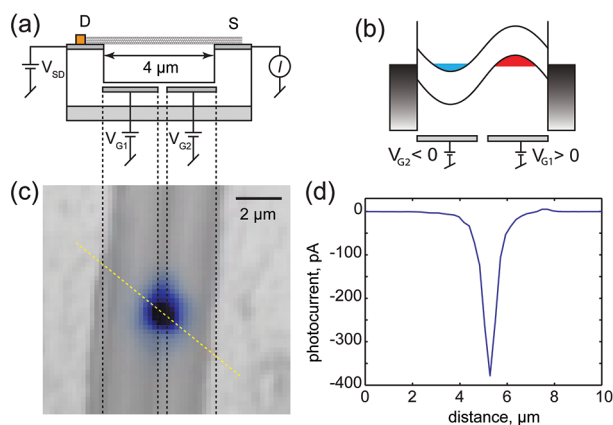 (a)
D
S
4 µm
V_SD
I
V_G1
V_G2
(b)
V_G2 < 0
V_G1 > 0
(c)
2 µm
(d)
photocurrent, pA
0
-100
-200
-300
-400
0
2
4
6
8
10
distance, µm